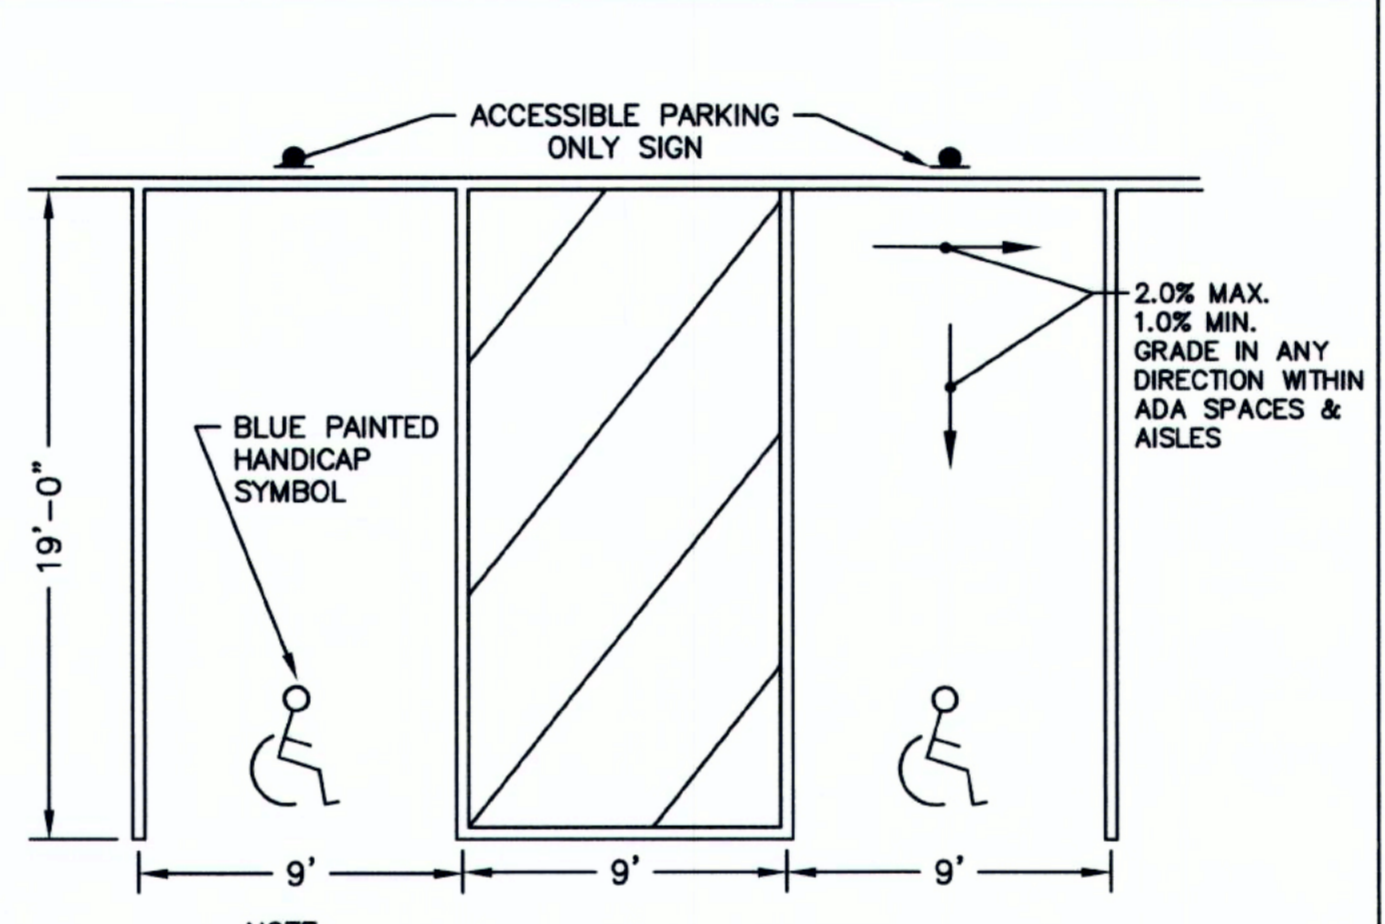 ACCESSIBLE PARKING
ONLY SIGN
2.0% MAX.
1.0% MIN.
GRADE IN ANY
DIRECTION WITHIN
ADA SPACES &
AISLES
BLUE PAINTED
HANDICAP
SYMBOL
19'-0"
9'
9'
9'